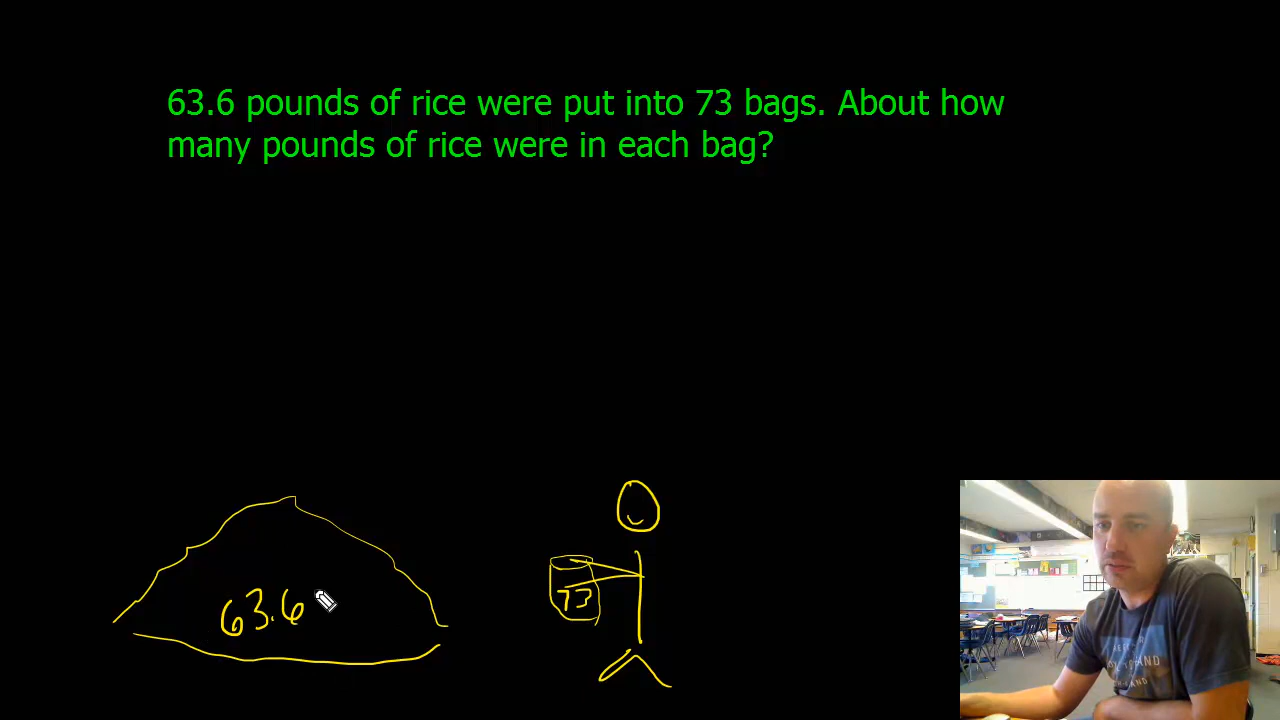 63.6 pounds of rice were put into 73 bags. About how
many pounds of rice were in each bag?
63.6
73